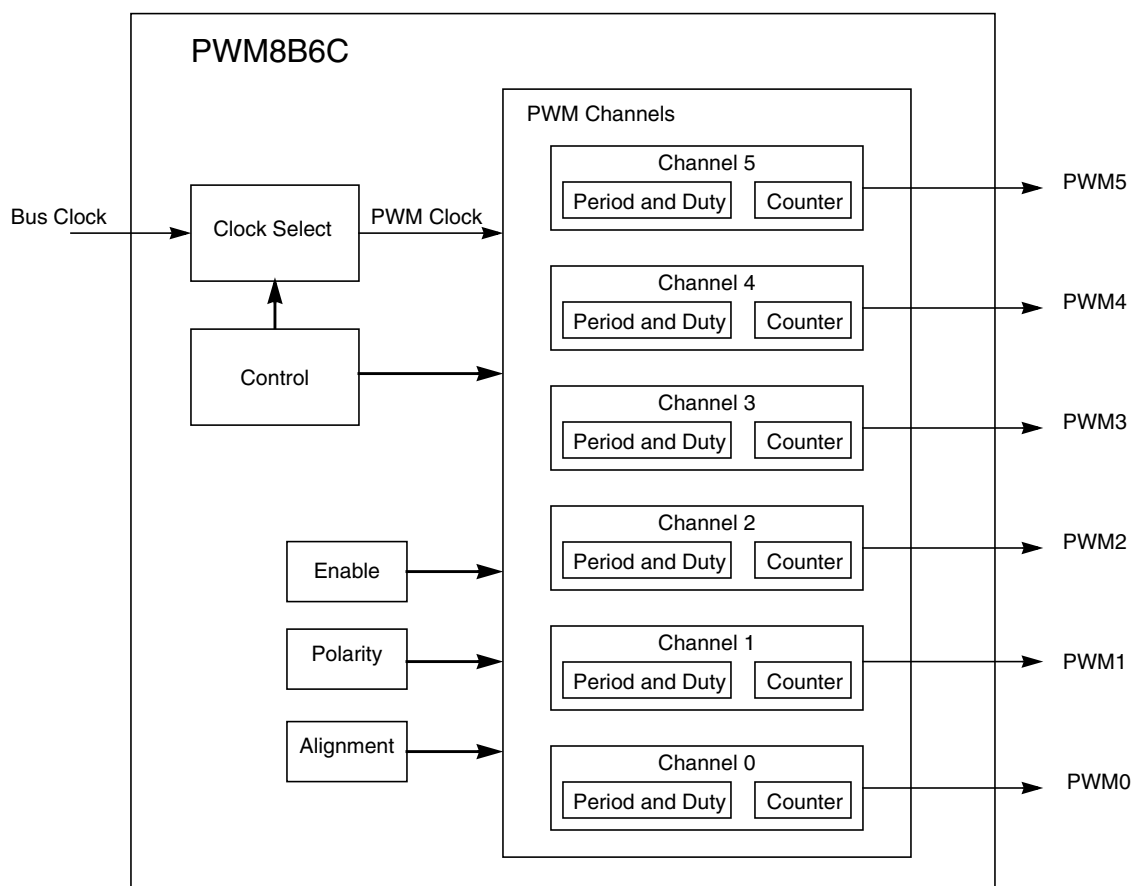 PWM8B6C
PWM Channels
Bus Clock
Clock Select
PWM Clock
Control
Enable
Polarity
Alignment
Channel 5
Period and Duty
Counter
PWM5
Channel 4
Period and Duty
Counter
PWM4
Channel 3
Period and Duty
Counter
PWM3
Channel 2
Period and Duty
Counter
PWM2
Channel 1
Period and Duty
Counter
PWM1
Channel 0
Period and Duty
Counter
PWM0